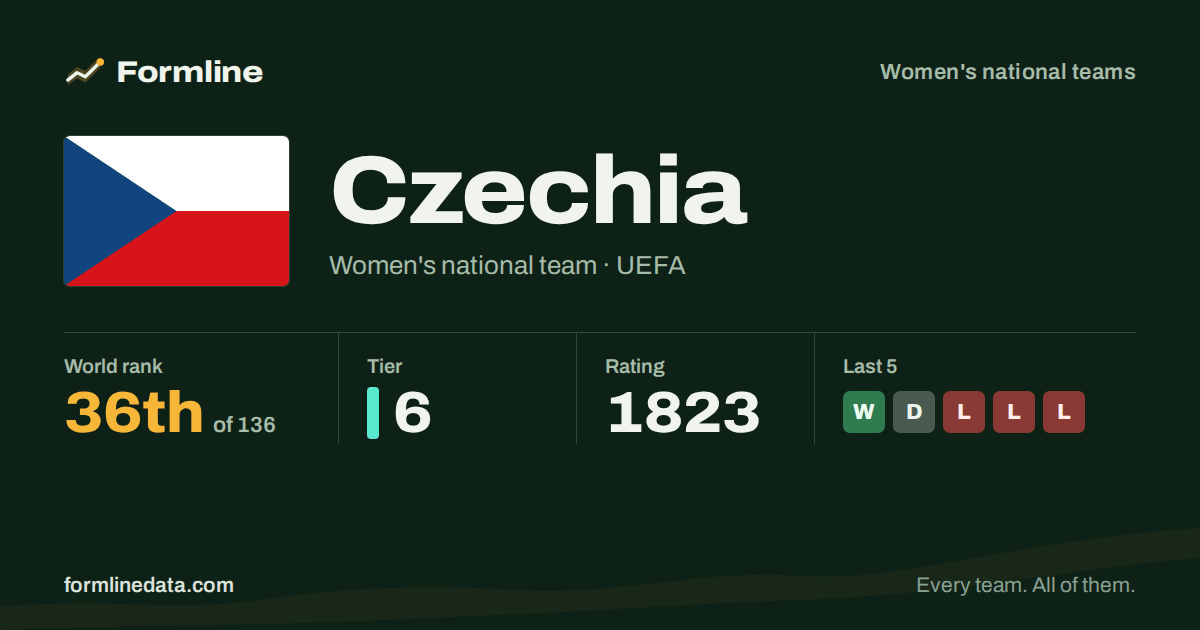 Formline
Women's national teams
Czechia
Women's national team · UEFA
World rank
36th of 136
Tier
6
Rating
1823
Last 5
W D L L L
formlinedata.com
Every team. All of them.